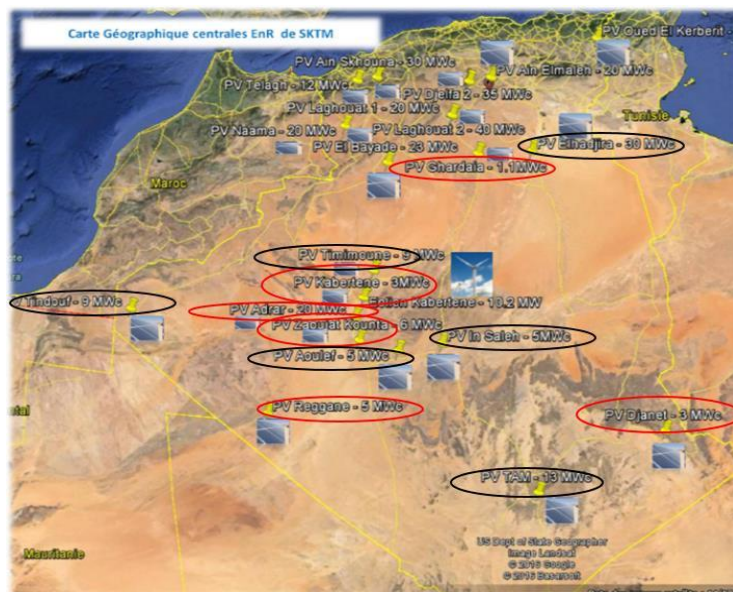 Carte Géographique centrales EnR de SKTM
PV Oued El Keberit -
PV Ain Skhouna - 30 MWc
PV Ain Elmaleh - 20 MWc
PV Telagh - 12 MWc
PV Djelfa 2 - 35 MWc
PV Laghouat 1 - 20 MWc
Tunisie
PV Naama - 20 MWc
PV Laghouat 2 - 40 MWc
PV El Bayade - 23 MWc
PV Elhadjira - 30 MWc
PV Ghardaia - 1.1MWc
Maroc
PV Timimoune - 9 MWc
PV Kabertene - 3MWc
Tindouf - 9 MWc
Eolien Kabertene - 10.2 MW
PV Adrar - 20 MWc
PV Zaouiat Kounta - 6 MWc
PV In Saleh - 5MWc
PV Aoulef - 5 MWc
PV Reggane - 5 MWc
PV Djanet - 3 MWc
PV TAM - 13 MWc
US Dept of State Geographer
Image Landsat
© 2016 Google
© 2016 Basarsoft
Mauritanie